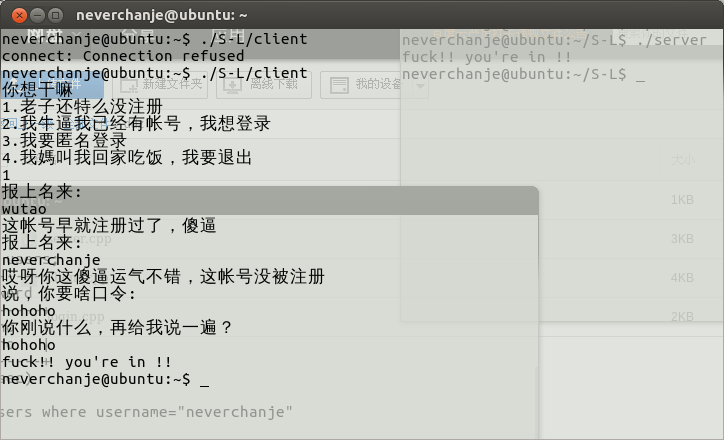 neverchanje@ubuntu: ~
neverchanje@ubuntu:~$ ./S-L/client
connect: Connection refused
neverchanje@ubuntu:~$ ./S-L/client
你想干嘛
1.老子还特么没注册
2.我牛逼我已经有帐号，我想登录
3.我要匿名登录
4.我媽叫我回家吃饭，我要退出
1
报上名来:
wutao
这帐号早就注册过了，傻逼
报上名来:
neverchanje
哎呀你这傻逼运气不错，这帐号没被注册
说，你要啥口令:
hohoho
你刚说什么，再给我说一遍？
hohoho
fuck!! you're in !!
neverchanje@ubuntu:~$ _
neverchanje@ubuntu:~/S-L$ ./server
fuck!! you're in !!
neverchanje@ubuntu:~/S-L$ _
新建文件夹
离线下载
我的设备
大小
1KB
3KB
4KB
2KB
sers where username="neverchanje"